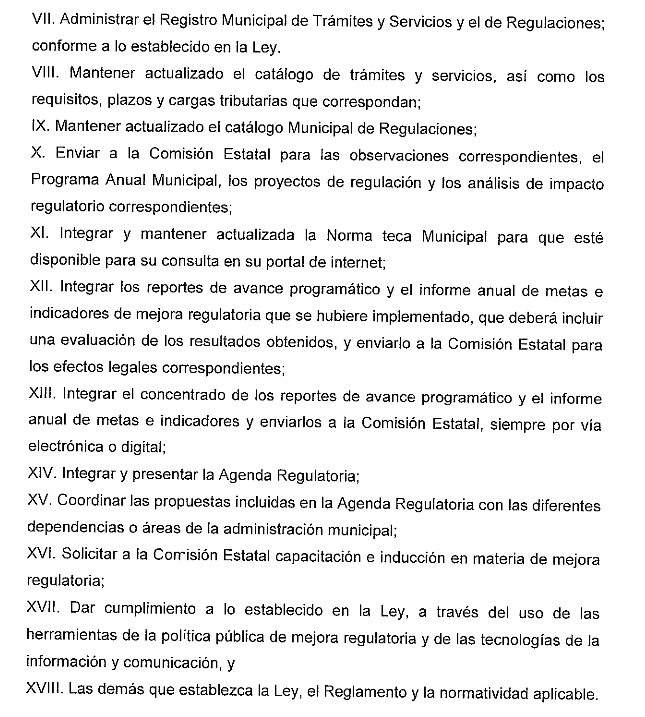 VII. Administrar el Registro Municipal de Trámites y Servicios y el de Regulaciones;
conforme a lo establecido en la Ley.
VIII. Mantener actualizado el catálogo de trámites y servicios, así como los
requisitos, plazos y cargas tributarias que correspondan;
IX. Mantener actualizado el catálogo Municipal de Regulaciones;
X. Enviar a la Comisión Estatal para las observaciones correspondientes, el
Programa Anual Municipal, los proyectos de regulación y los análisis de impacto
regulatorio correspondientes;
XI. Integrar y mantener actualizada la Norma teca Municipal para que esté
disponible para su consulta en su portal de internet;
XII. Integrar los reportes de avance programático y el informe anual de metas e
indicadores de mejora regulatoria que se hubiere implementado, que deberá incluir
una evaluación de los resultados obtenidos, y enviarlo a la Comisión Estatal para
los efectos legales correspondientes;
XIII. Integrar el concentrado de los reportes de avance programático y el informe
anual de metas e indicadores y enviarlos a la Comisión Estatal, siempre por vía
electrónica o digital;
XIV. Integrar y presentar la Agenda Regulatoria;
XV. Coordinar las propuestas incluidas en la Agenda Regulatoria con las diferentes
dependencias o áreas de la administración municipal;
XVI. Solicitar a la Comisión Estatal capacitación e inducción en materia de mejora
regulatoria;
XVII. Dar cumplimiento a lo establecido en la Ley, a través del uso de las
herramientas de la política pública de mejora regulatoria y de las tecnologías de la
información y comunicación, y
XVIII. Las demás que establezca la Ley, el Reglamento y la normatividad aplicable.